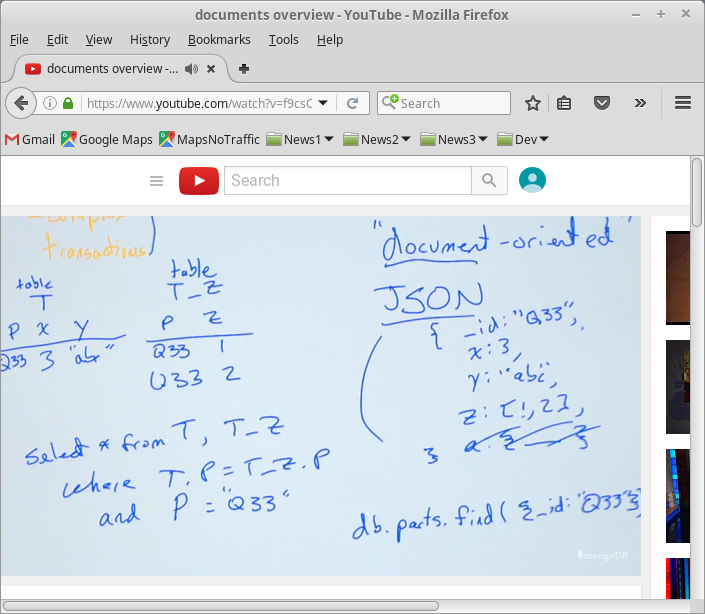 documents overview - YouTube - Mozilla Firefox
File Edit View History Bookmarks Tools Help
documents overview -...
https://www.youtube.com/watch?v=f9csC
Search
Gmail Google Maps MapsNoTraffic News1 News2 News3 Dev
Search
- complex
transactions
table
T
P X Y
Q33 3 "abx"
table
T_Z
P Z
Q33 1
Q33 2
select * from T, T_Z
where T.P = T_Z.P
and P = "Q33"
"document-oriented"
JSON
{ _id: "Q33",
x: 3,
y: "abc",
z: [1, 2],
}
db.parts.find( {_id: "Q33"}
mongoDB